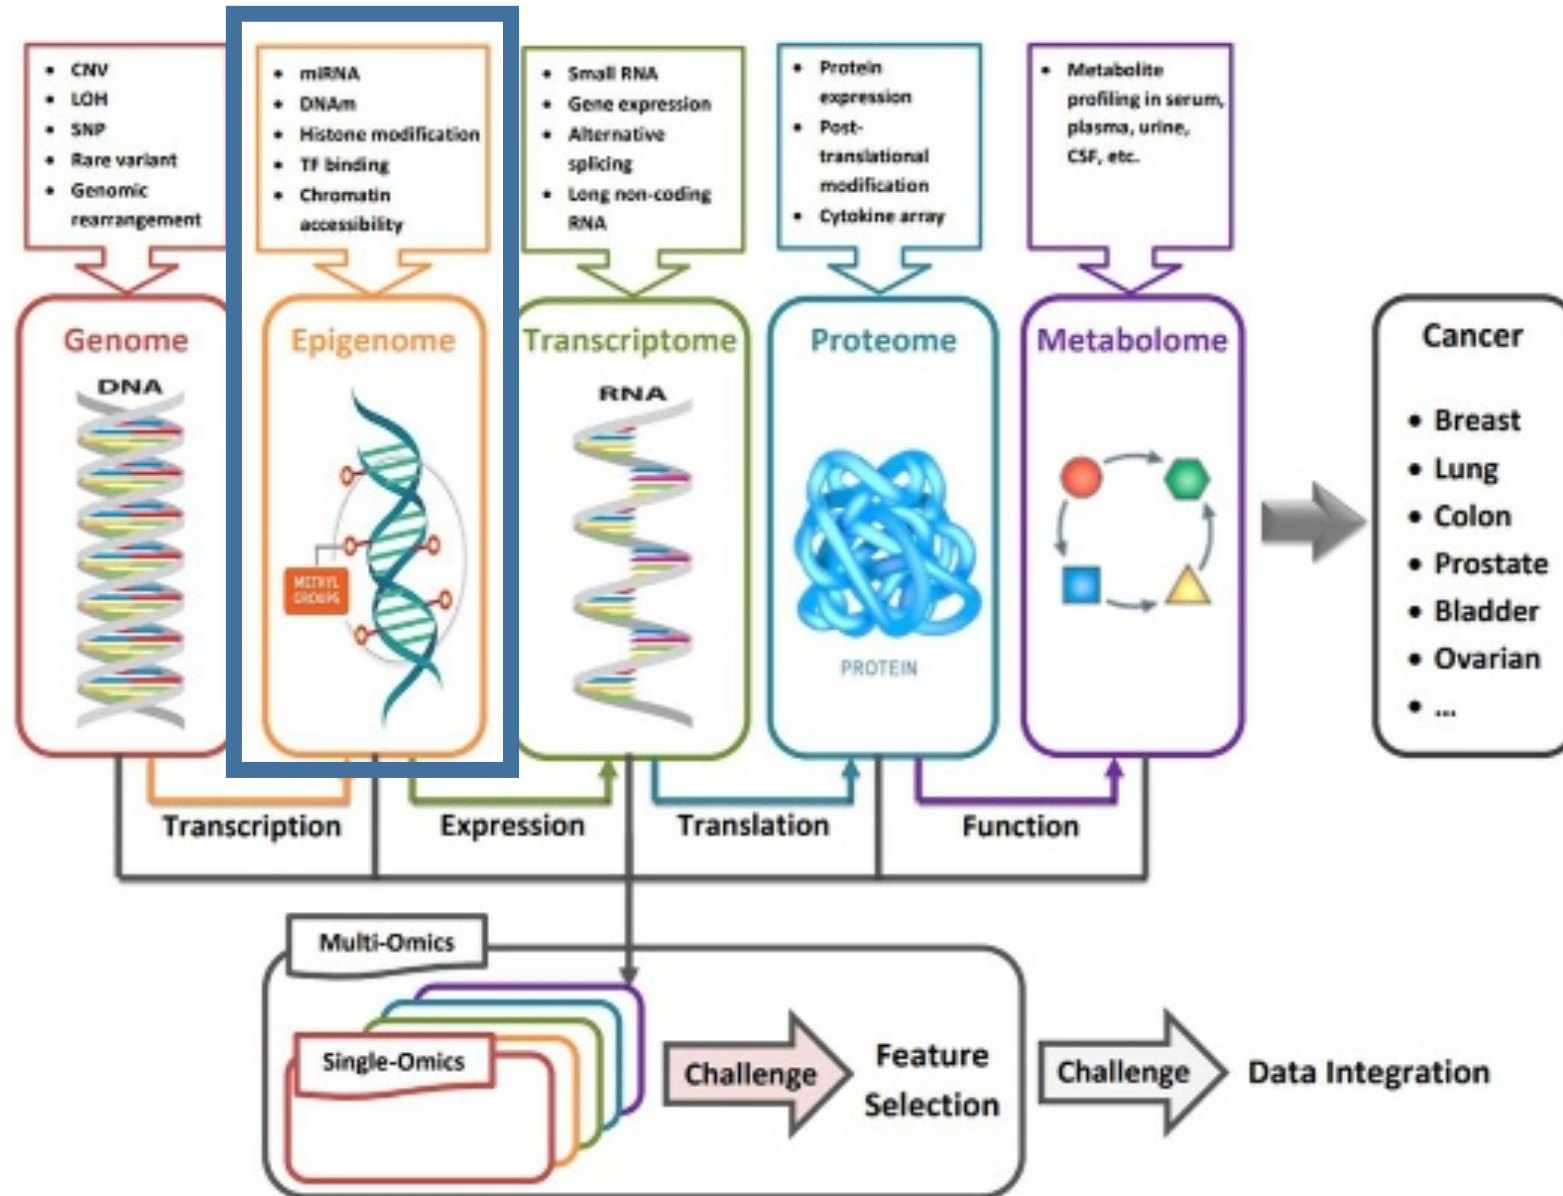 • CNV
• LOH
• SNP
• Rare variant
• Genomic
rearrangement
• miRNA
• DNAm
• Histone modification
• TF binding
• Chromatin
accessibility
• Small RNA
• Gene expression
• Alternative
splicing
• Long non-coding
RNA
• Protein
expression
• Post-
translational
modification
• Cytokine array
• Metabolite
profiling in serum,
plasma, urine,
CSF, etc.
Genome
DNA
Epigenome
METHYL
GROUPS
Transcriptome
RNA
Proteome
PROTEIN
Metabolome
Cancer
• Breast
• Lung
• Colon
• Prostate
• Bladder
• Ovarian
• ...
Transcription
Expression
Translation
Function
Multi-Omics
Single-Omics
Challenge
Feature
Selection
Challenge
Data Integration